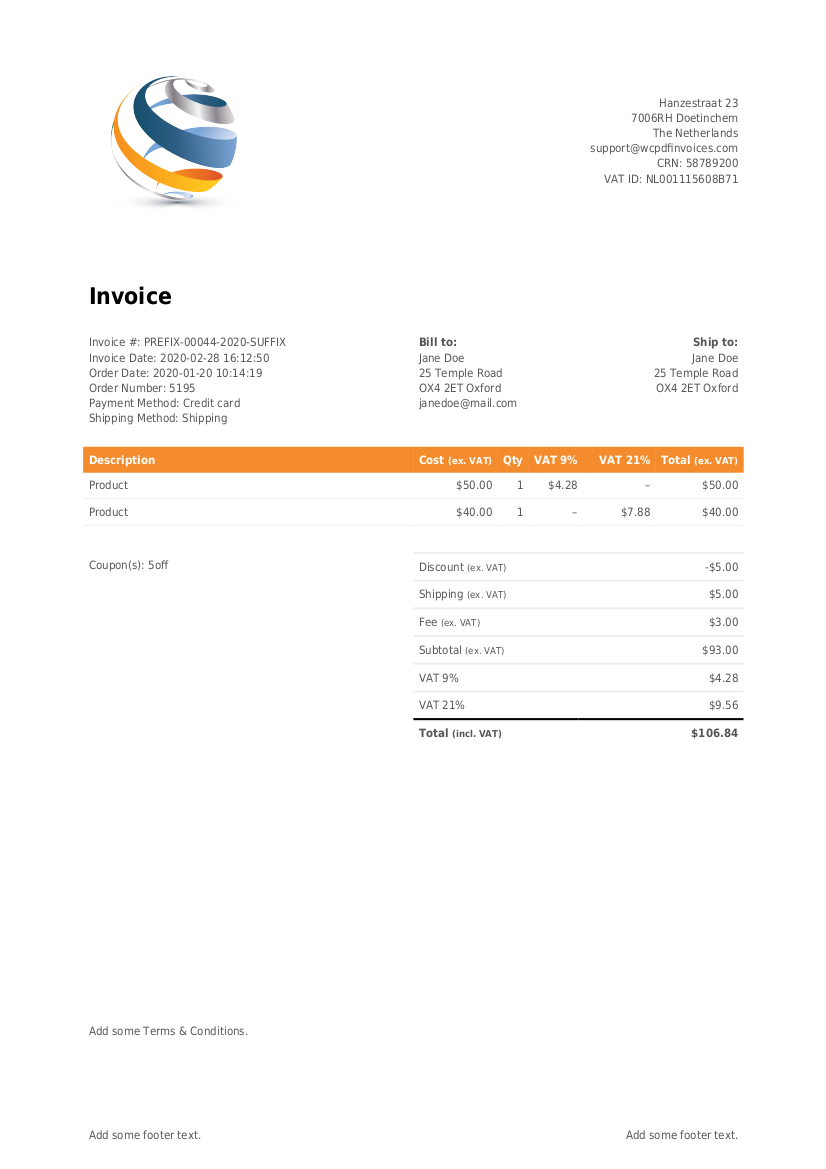 Hanzestraat 23
7006RH Doetinchem
The Netherlands
support@wcpdfinvoices.com
CRN: 58789200
VAT ID: NL001115608B71
Invoice
Invoice #: PREFIX-00044-2020-SUFFIX
Invoice Date: 2020-02-28 16:12:50
Order Date: 2020-01-20 10:14:19
Order Number: 5195
Payment Method: Credit card
Shipping Method: Shipping
Bill to:
Jane Doe
25 Temple Road
OX4 2ET Oxford
janedoe@mail.com
Ship to:
Jane Doe
25 Temple Road
OX4 2ET Oxford
Description Cost (ex. VAT) Qty VAT 9% VAT 21% Total (ex. VAT)
Product $50.00 1 $4.28 – $50.00
Product $40.00 1 – $7.88 $40.00
Coupon(s): 5off
Discount (ex. VAT) -$5.00
Shipping (ex. VAT) $5.00
Fee (ex. VAT) $3.00
Subtotal (ex. VAT) $93.00
VAT 9% $4.28
VAT 21% $9.56
Total (incl. VAT) $106.84
Add some Terms & Conditions.
Add some footer text. Add some footer text.